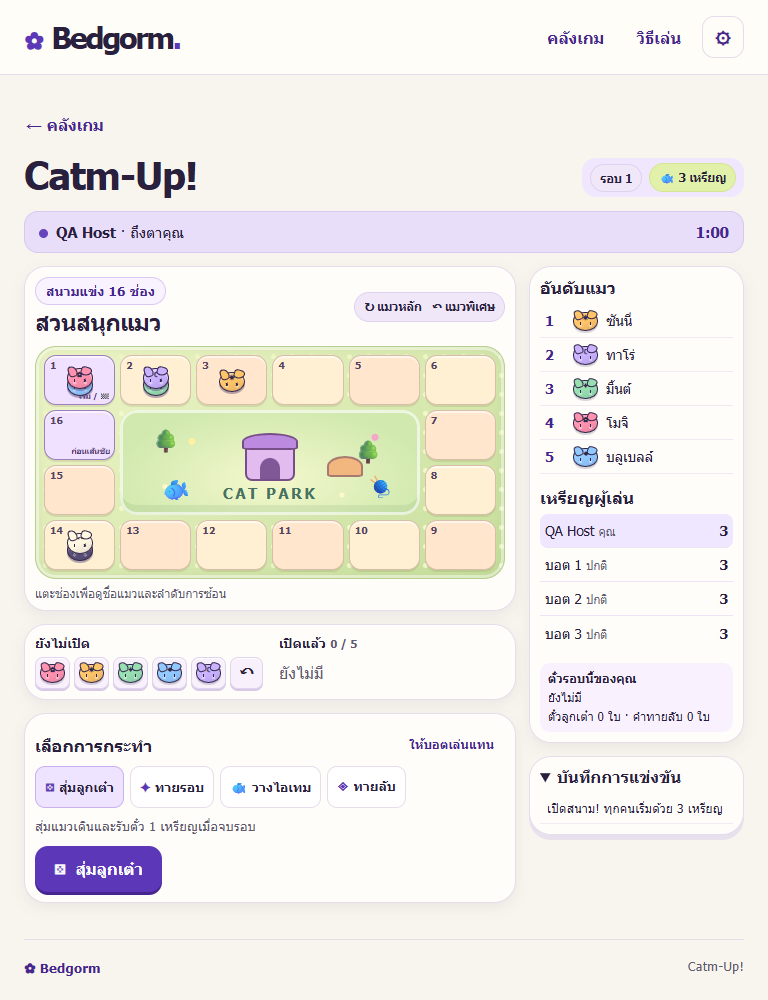 Bedgorm.
คลังเกม
วิธีเล่น
← คลังเกม
Catm-Up!
รอบ 1
3 เหรียญ
QA Host · ถึงตาคุณ
1:00
สนามแข่ง 16 ช่อง
สวนสนุกแมว
↻ แมวหลัก ↶ แมวพิเศษ
1
2
3
4
5
6
16
ก่อนเส้นชัย
7
15
8
CAT PARK
14
13
12
11
10
9
แตะช่องเพื่อดูชื่อแมวและลำดับการซ้อน
ยังไม่เปิด
เปิดแล้ว 0 / 5
ยังไม่มี
เลือกการกระทำ
ให้บอตเล่นแทน
สุ่มลูกเต๋า
ทายรอบ
วางไอเทม
ทายลับ
สุ่มแมวเดินและรับตั๋ว 1 เหรียญเมื่อจบรอบ
สุ่มลูกเต๋า
อันดับแมว
1 ซันนี่
2 ทาโร่
3 มิ้นต์
4 โมจิ
5 บลูเบลล์
เหรียญผู้เล่น
QA Host คุณ 3
บอต 1 ปกติ 3
บอต 2 ปกติ 3
บอต 3 ปกติ 3
ตั๋วรอบนี้ของคุณ
ยังไม่มี
ตั๋วลูกเต๋า 0 ใบ · คำทายลับ 0 ใบ
▼ บันทึกการแข่งขัน
เปิดสนาม! ทุกคนเริ่มด้วย 3 เหรียญ
Bedgorm
Catm-Up!